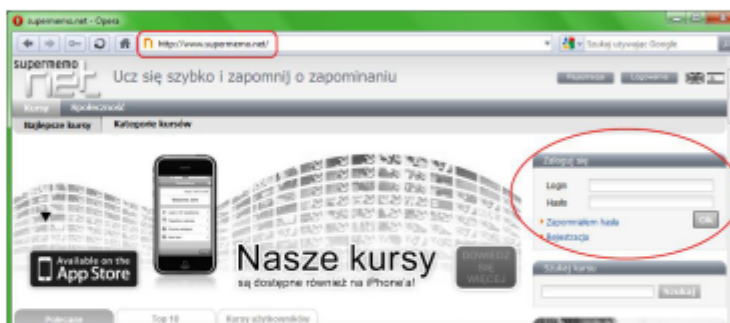 supermemo.net - Opera
http://www.supermemo.net/
Szukaj używając Google
supermemo
net
Ucz się szybko i zapomnij o zapominaniu
Rejestracja
Logowanie
Kursy
Społeczność
Najlepsze kursy
Kategorie kursów
Zaloguj się
Login
Hasło
Zapomniałem hasła
OK
Rejestracja
Available on the
App Store
Nasze kursy
są dostępne również na iPhone'a!
DOWIEDZ
SIĘ
WIĘCEJ
Szukaj kursu
Szukaj
Polecane
Top 10
Kursy użytkowników